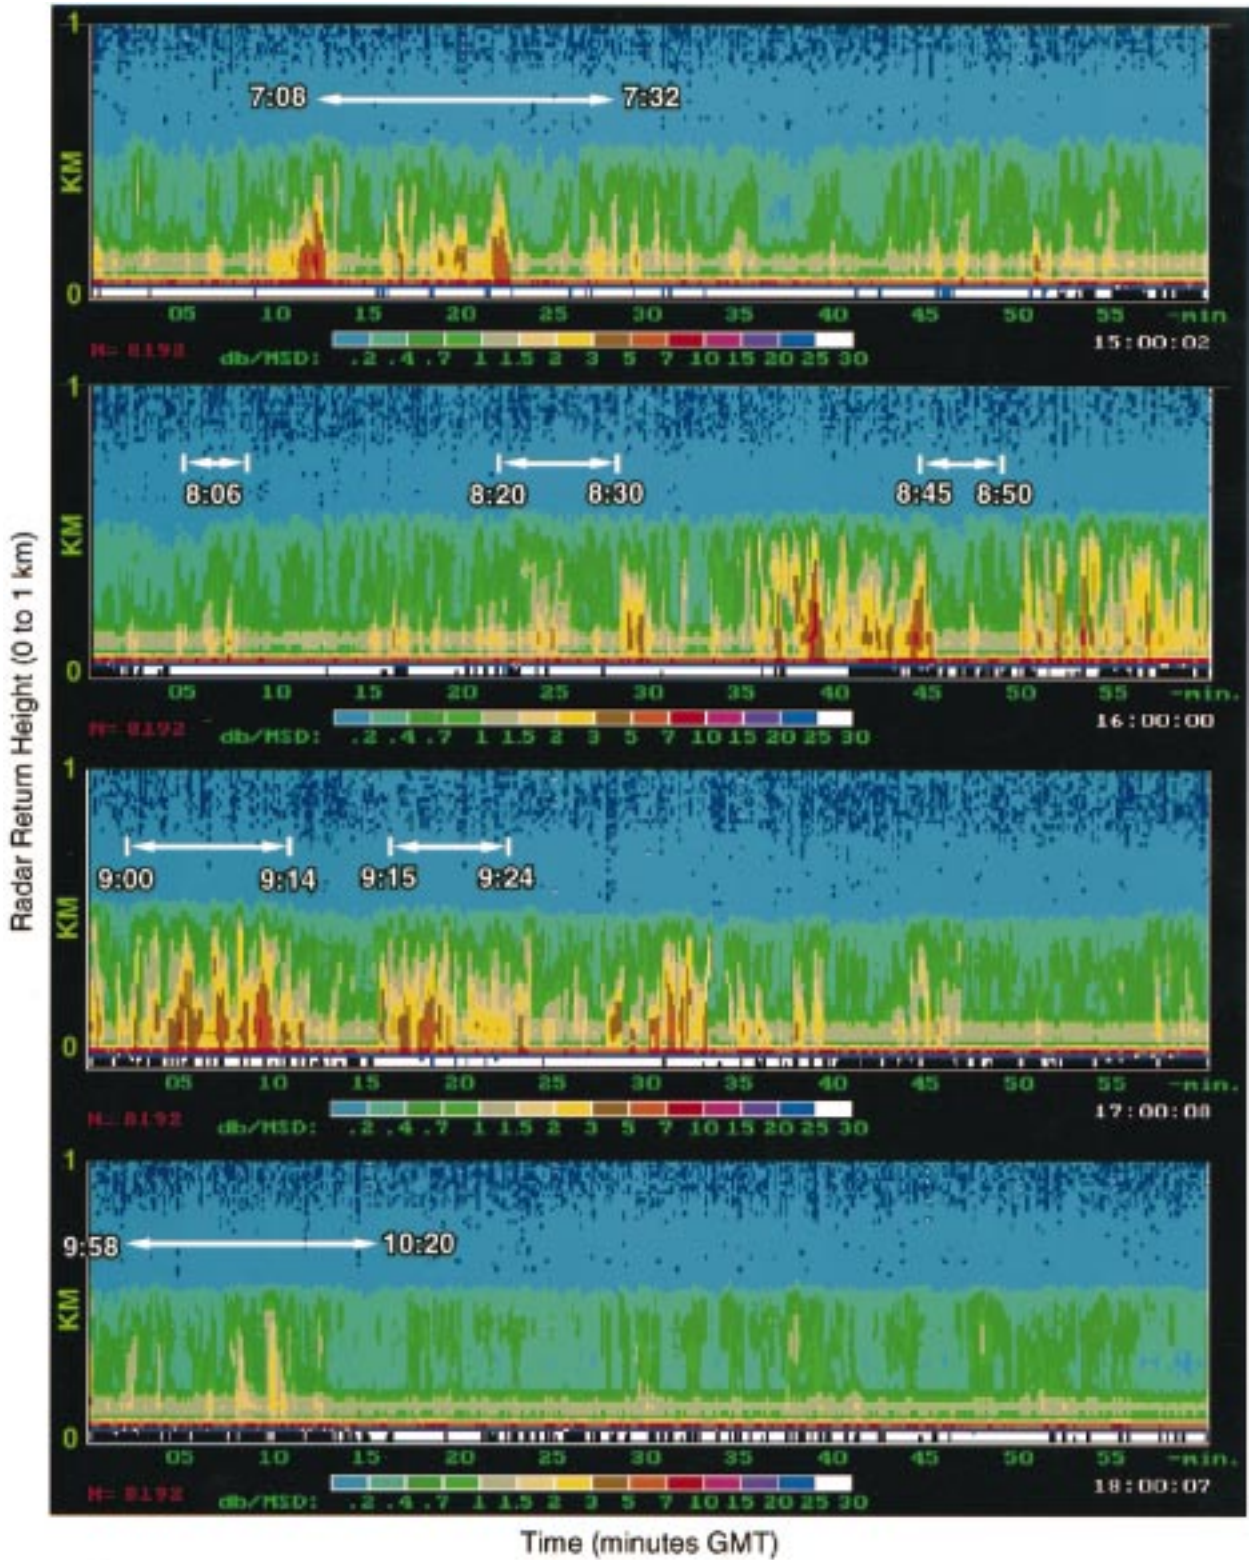 1
7:08 7:32
KM
0
05 10 15 20 25 30 35 40 45 50 55 -min
M= 8192 db/MSD: .2 .4 .7 1 1.5 2 3 5 7 10 15 20 25 30 15:00:02
1
8:06 8:20 8:30 8:45 8:50
KM
0
05 10 15 20 25 30 35 40 45 50 55 -min.
M= 8192 db/MSD: .2 .4 .7 1 1.5 2 3 5 7 10 15 20 25 30 16:00:00
1
9:00 9:14 9:15 9:24
KM
0
05 10 15 20 25 30 35 40 45 50 55 -min.
M= 8192 db/MSD: .2 .4 .7 1 1.5 2 3 5 7 10 15 20 25 30 17:00:08
1
9:58 10:20
KM
0
05 10 15 20 25 30 35 40 45 50 55 -min.
M= 8192 db/MSD: .2 .4 .7 1 1.5 2 3 5 7 10 15 20 25 30 18:00:07
Radar Return Height (0 to 1 km)
Time (minutes GMT)